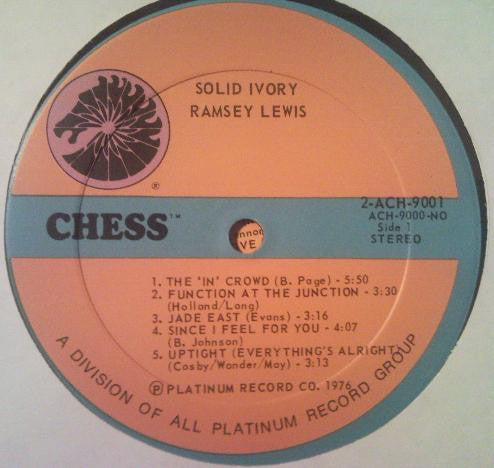 SOLID IVORY
RAMSEY LEWIS
®
CHESS™
2-ACH-9001
ACH-9000-NO
Side 1
STEREO
VE
1. THE 'IN' CROWD (B. Page) - 5:50
2. FUNCTION AT THE JUNCTION - 3:30
(Holland/Long)
3. JADE EAST (Evans) - 3:16
4. SINCE I FEEL FOR YOU - 4:07
(B. Johnson)
5. UPTIGHT (EVERYTHING'S ALRIGHT)
(Cosby/Wonder/Moy) - 3:13
Ⓟ PLATINUM RECORD CO. 1976
A DIVISION OF ALL PLATINUM RECORD GROUP